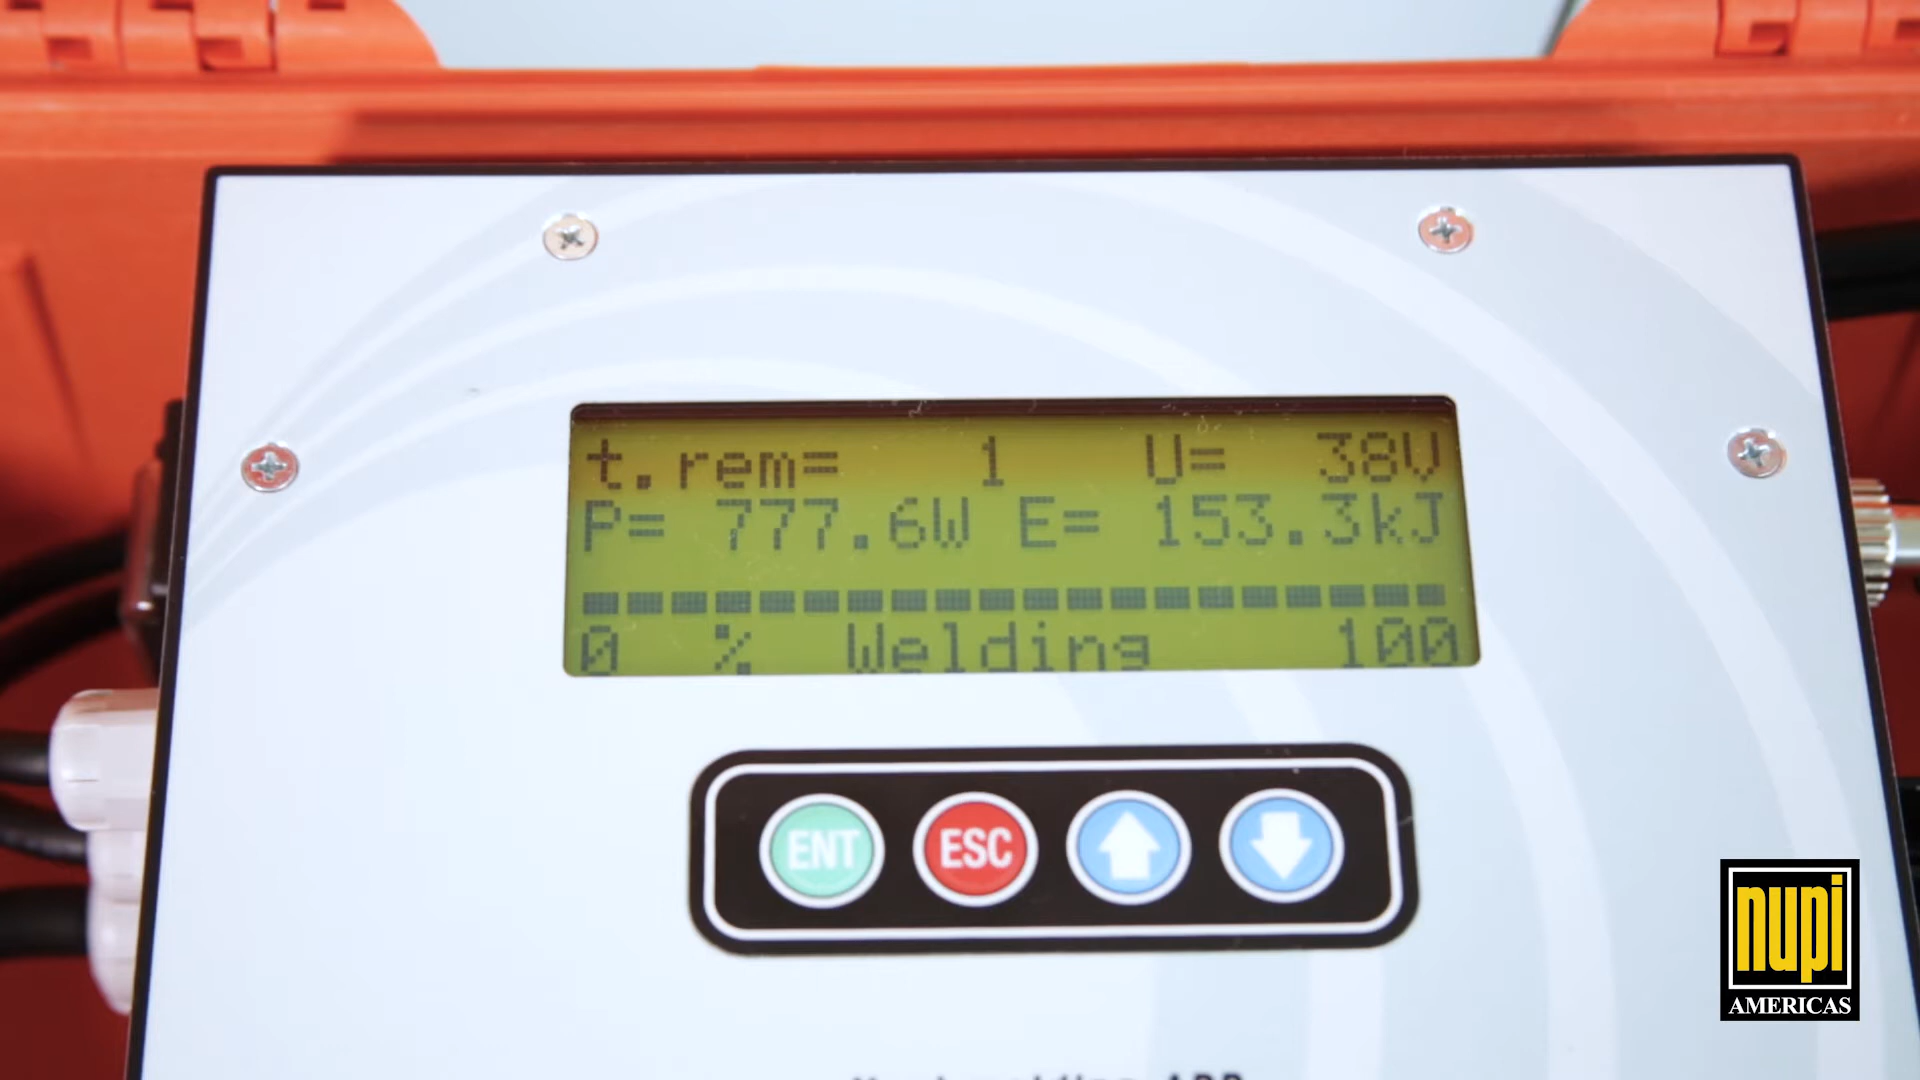 t.rem= 1 U= 38V
P= 777.6W E= 153.3kJ
0 % Welding 100
ENT ESC
nupi
AMERICAS